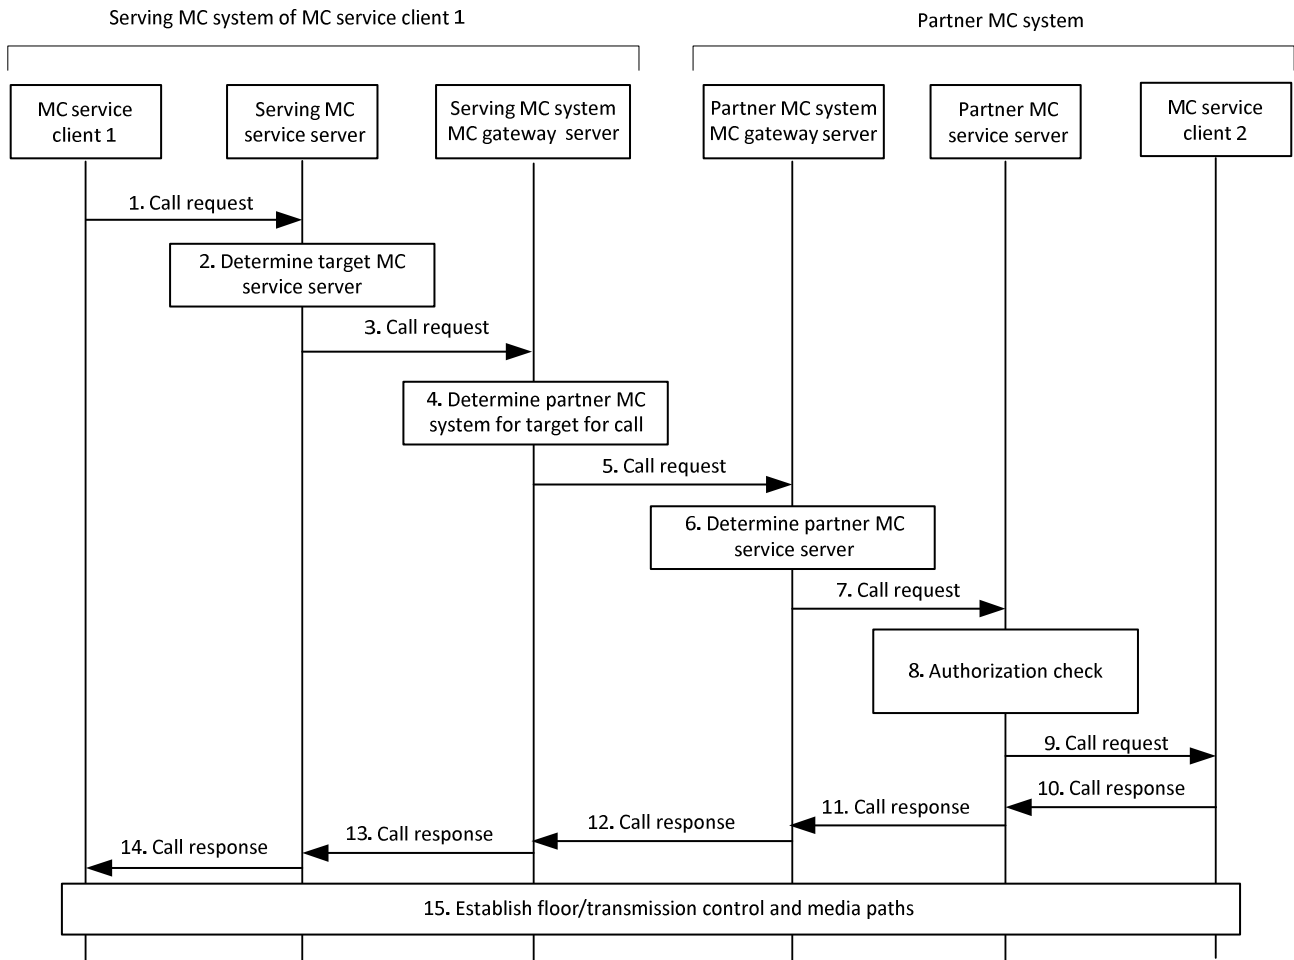 Serving MC system of MC service client 1
Partner MC system
MC service
client 1
Serving MC
service server
Serving MC system
MC gateway server
Partner MC system
MC gateway server
Partner MC
service server
MC service
client 2
1. Call request
2. Determine target MC
service server
3. Call request
4. Determine partner MC
system for target for call
5. Call request
6. Determine partner MC
service server
7. Call request
8. Authorization check
9. Call request
10. Call response
11. Call response
12. Call response
13. Call response
14. Call response
15. Establish floor/transmission control and media paths